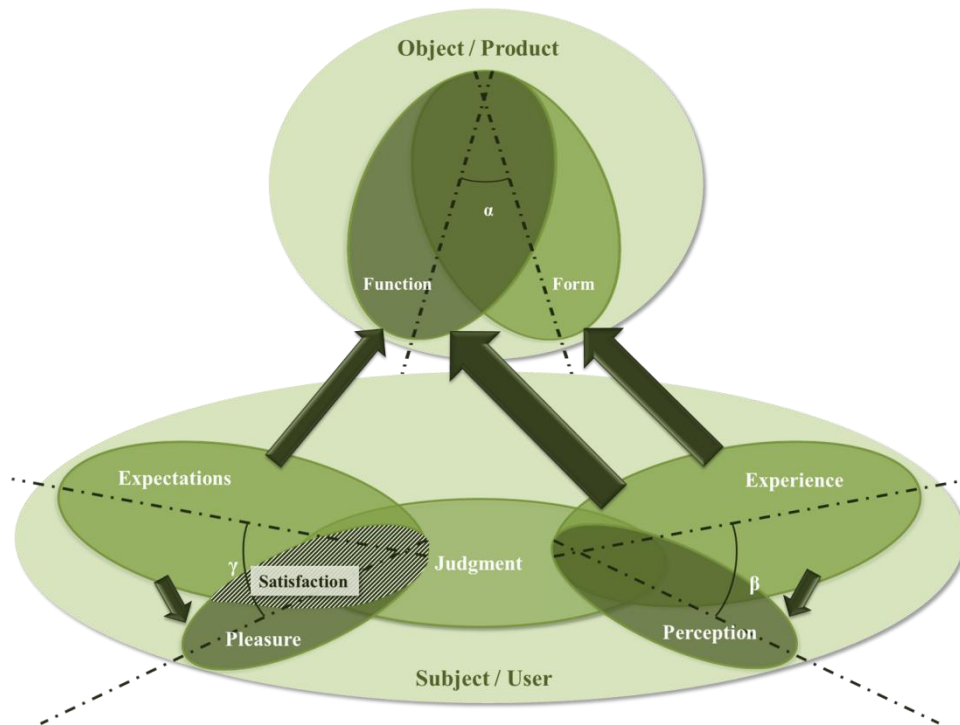 Object / Product
α
Function
Form
Expectations
Experience
Judgment
γ
Satisfaction
β
Pleasure
Perception
Subject / User